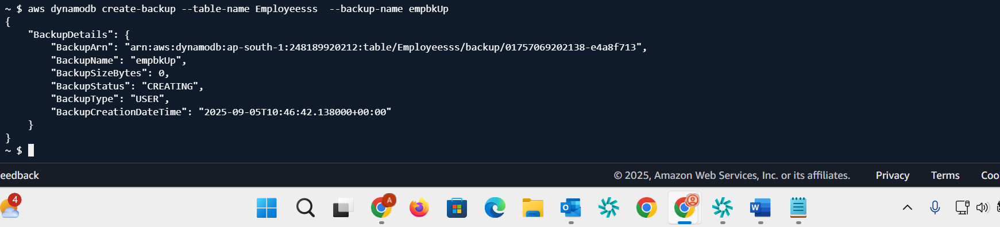 ~ $ aws dynamodb create-backup --table-name Employeesss  --backup-name empbkUp
{
    "BackupDetails": {
        "BackupArn": "arn:aws:dynamodb:ap-south-1:248189920212:table/Employeesss/backup/01757069202138-e4a8f713",
        "BackupName": "empbkUp",
        "BackupSizeBytes": 0,
        "BackupStatus": "CREATING",
        "BackupType": "USER",
        "BackupCreationDateTime": "2025-09-05T10:46:42.138000+00:00"
    }
}
~ $
eedback © 2025, Amazon Web Services, Inc. or its affiliates. Privacy Terms Coo
4 A O W